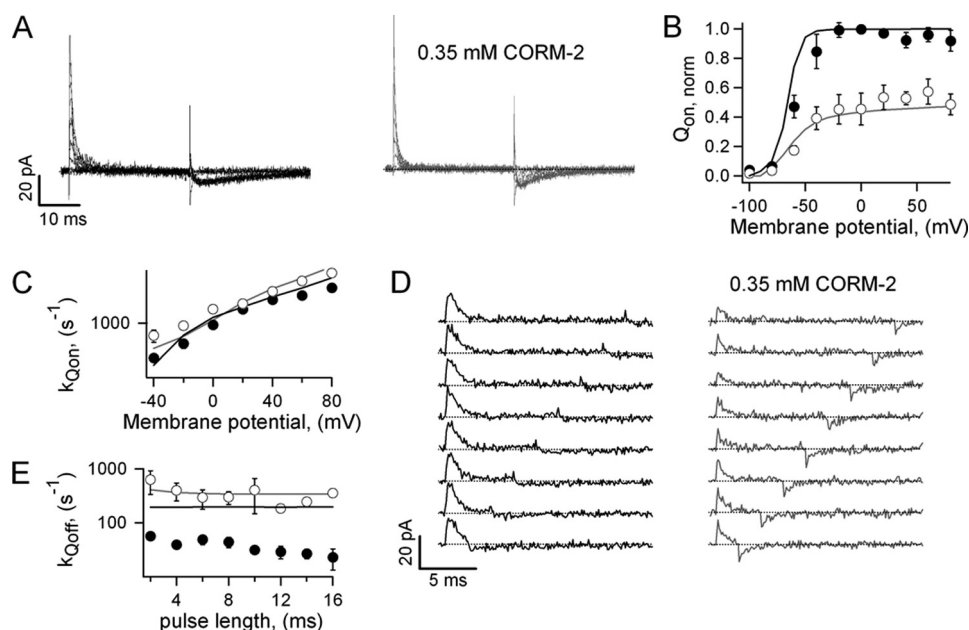 A
0.35 mM CORM-2
20 pA
10 ms
B
Qon, norm
1.0
0.8
0.6
0.4
0.2
0.0
-100 -50 0 50
Membrane potential, (mV)
C
kQon, (s-1)
1000
-40 0 40 80
Membrane potential, (mV)
D
0.35 mM CORM-2
20 pA
5 ms
E
kQoff, (s-1)
1000
100
4 8 12 16
pulse length, (ms)